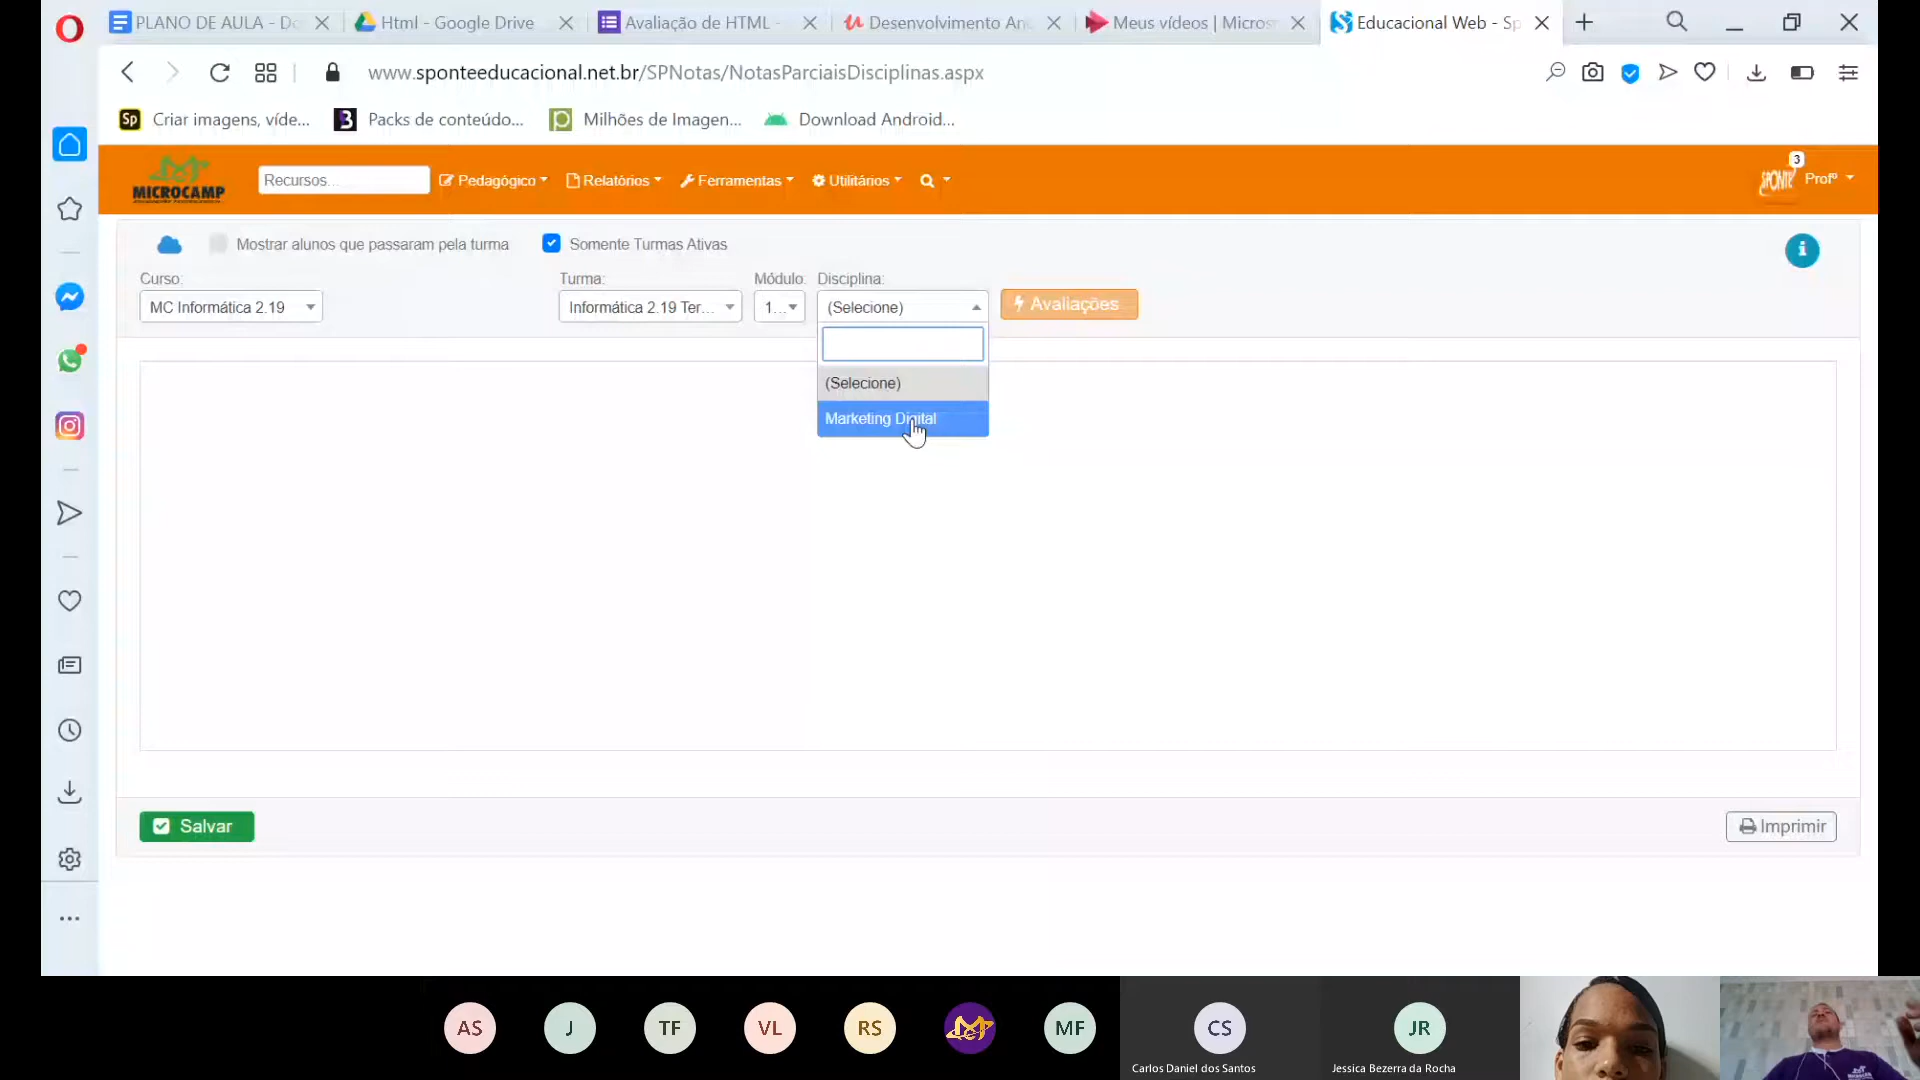 PLANO DE AULA - Do
Html - Google Drive
Avaliação de HTML -
Desenvolvimento An
Meus vídeos | Micros
Educacional Web - Sp
www.sponteeducacional.net.br/SPNotas/NotasParciaisDisciplinas.aspx
Sp Criar imagens, víde...
Packs de conteúdo...
Milhões de Imagen...
Download Android...
MICROCAMP
Recursos...
Pedagógico
Relatórios
Ferramentas
Utilitários
SPONTE
3
Profº
Mostrar alunos que passaram pela turma
Somente Turmas Ativas
Curso:
Turma:
Módulo:
Disciplina:
MC Informática 2.19
Informática 2.19 Ter...
1...
(Selecione)
Avaliações
(Selecione)
Marketing Digital
Salvar
Imprimir
AS
J
TF
VL
RS
MF
CS
JR
Carlos Daniel dos Santos
Jessica Bezerra da Rocha